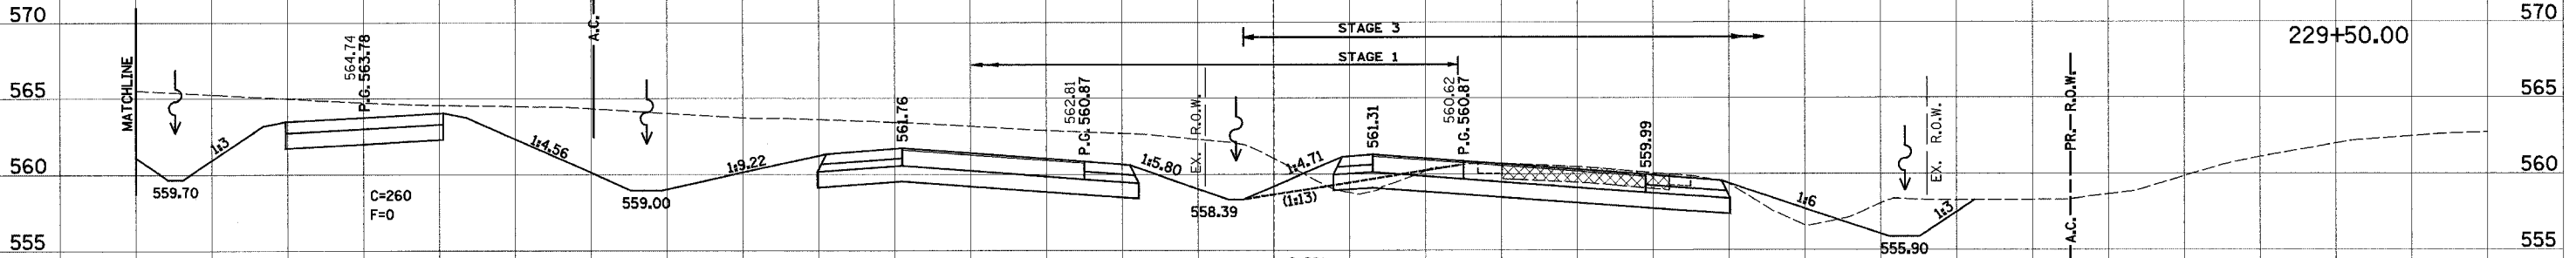 570
570
MATCHLINE
564.74
P.G. 563.78
A.C.
STAGE 3
STAGE 1
229+50.00
565
565
1:3
1:4.56
1:9.22
561.76
562.81
P.G. 560.87
1:5.80
EX. R.O.W.
1:4.71
561.31
560.62
P.G. 560.87
559.99
EX. R.O.W.
A.C. PR. R.O.W.
560
560
559.70
C=260
F=0
559.00
558.39
(1:13)
1:6
1:3
555.90
555
555